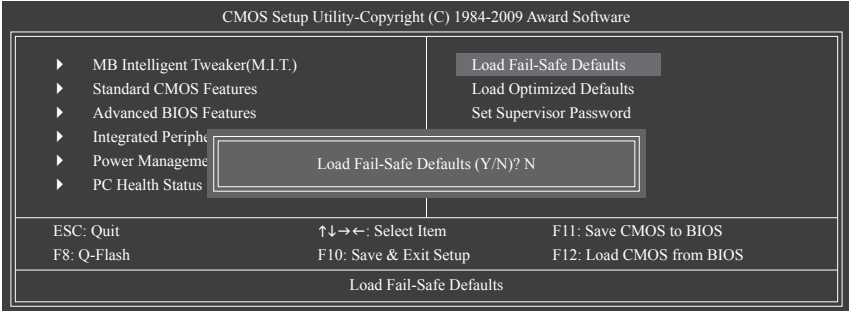 CMOS Setup Utility-Copyright (C) 1984-2009 Award Software
MB Intelligent Tweaker(M.I.T.)
Standard CMOS Features
Advanced BIOS Features
Integrated Periphe
Power Manageme
PC Health Status
Load Fail-Safe Defaults
Load Optimized Defaults
Set Supervisor Password
Load Fail-Safe Defaults (Y/N)? N
ESC: Quit ↑↓→←: Select Item F11: Save CMOS to BIOS
F8: Q-Flash F10: Save & Exit Setup F12: Load CMOS from BIOS
Load Fail-Safe Defaults